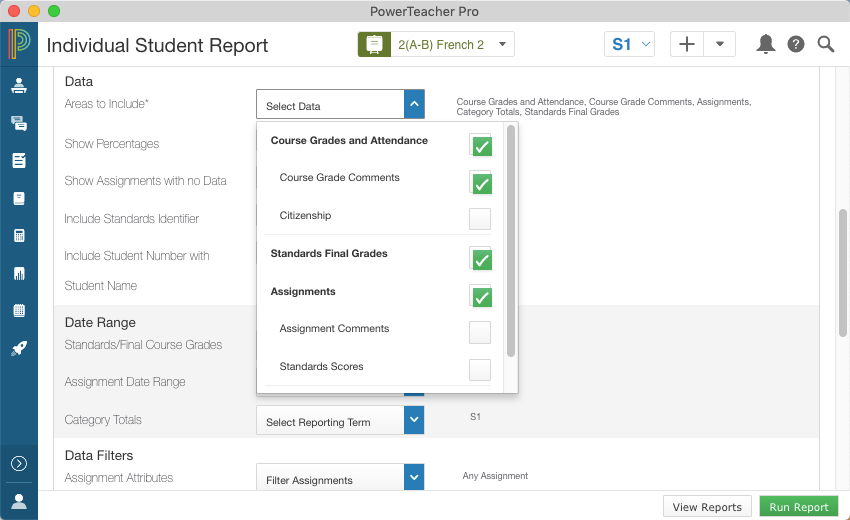 PowerTeacher Pro
Individual Student Report
2(A-B) French 2
S1
Data
Areas to Include*
Select Data
Course Grades and Attendance, Course Grade Comments, Assignments,
Category Totals, Standards Final Grades
Show Percentages
Show Assignments with no Data
Include Standards Identifier
Include Student Number with
Student Name
Course Grades and Attendance
Course Grade Comments
Citizenship
Standards Final Grades
Assignments
Assignment Comments
Standards Scores
Date Range
Standards/Final Course Grades
Assignment Date Range
Category Totals
Select Reporting Term
S1
Data Filters
Assignment Attributes
Filter Assignments
Any Assignment
View Reports
Run Report